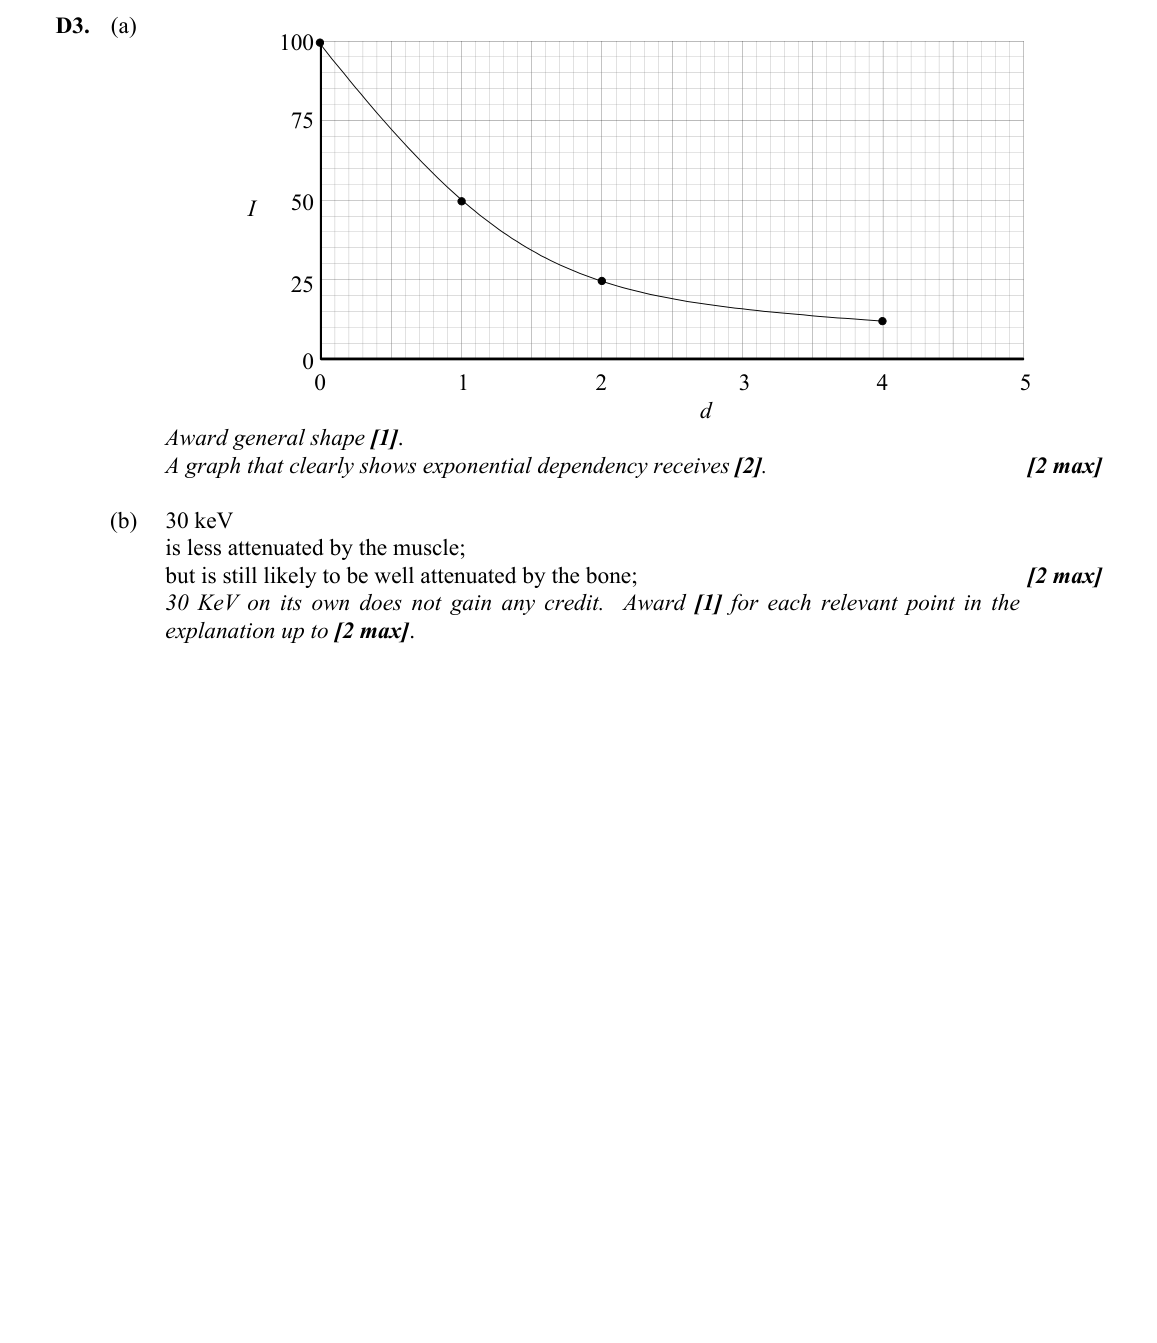 D3. (a)
100
75
I 50
25
0
0 1 2 3 4 5
d
Award general shape [1].
A graph that clearly shows exponential dependency receives [2]. [2 max]
(b) 30 keV
is less attenuated by the muscle;
but is still likely to be well attenuated by the bone; [2 max]
30 KeV on its own does not gain any credit. Award [1] for each relevant point in the
explanation up to [2 max].